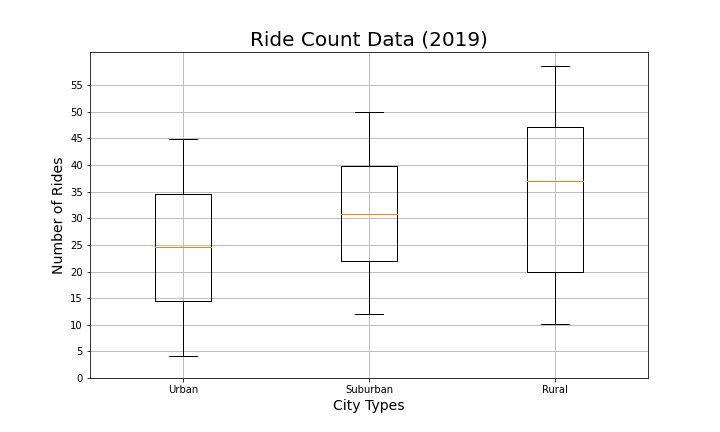 Ride Count Data (2019)
Number of Rides
55
50
45
40
35
30
25
20
15
10
5
0
Urban
Suburban
Rural
City Types